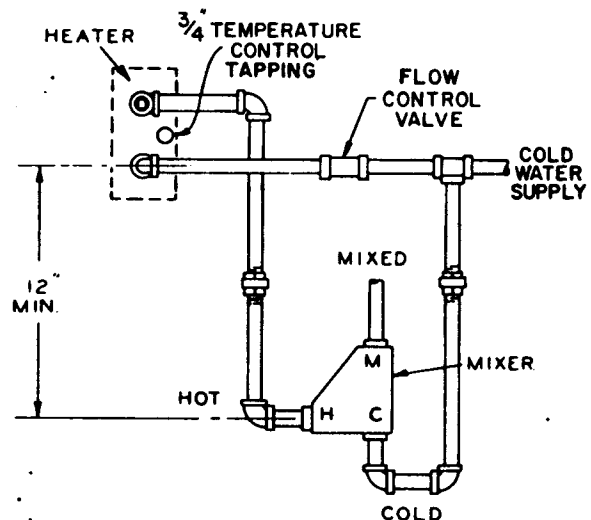 HEATER
3/4" TEMPERATURE
CONTROL
TAPPING
FLOW
CONTROL
VALVE
COLD
WATER
SUPPLY
12"
MIN.
MIXED
M
MIXER
HOT
H
C
COLD